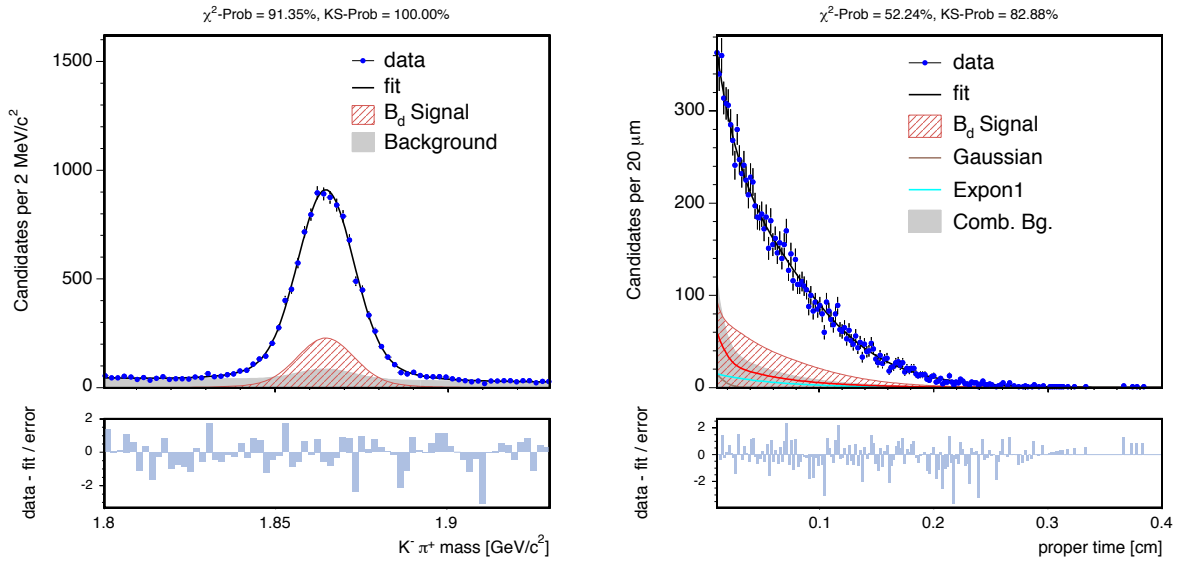 χ²-Prob = 91.35%, KS-Prob = 100.00%
Candidates per 2 MeV/c²
1500
1000
500
0
data
fit
B_d Signal
Background
data - fit / error
2
0
-2
1.8
1.85
1.9
K⁻ π⁺ mass [GeV/c²]
χ²-Prob = 52.24%, KS-Prob = 82.88%
Candidates per 20 μm
300
200
100
0
data
fit
B_d Signal
Gaussian
Expon1
Comb. Bg.
data - fit / error
2
0
-2
0.1
0.2
0.3
0.4
proper time [cm]